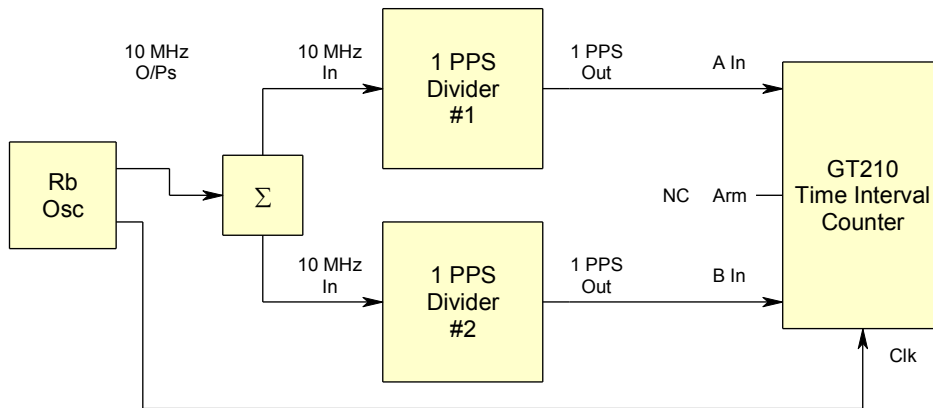 10 MHz
O/Ps
10 MHz
In
1 PPS
Divider
#1
1 PPS
Out
A In
Rb
Osc
Σ
NC
Arm
GT210
Time Interval
Counter
10 MHz
In
1 PPS
Divider
#2
1 PPS
Out
B In
Clk